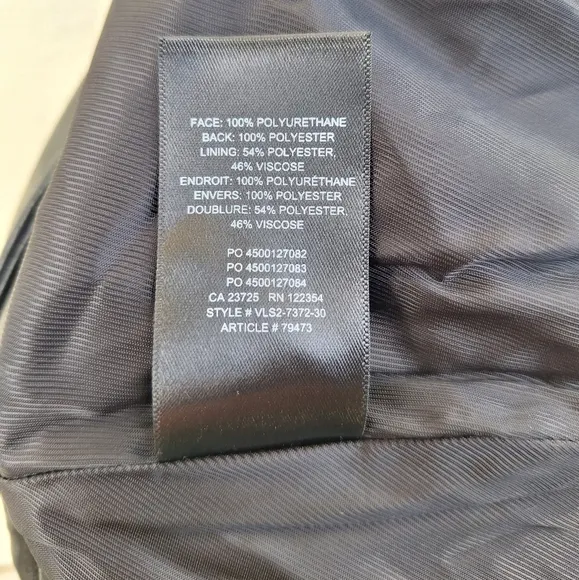 FACE: 100% POLYURETHANE
BACK: 100% POLYESTER
LINING: 54% POLYESTER,
46% VISCOSE
ENDROIT: 100% POLYURÉTHANE
ENVERS: 100% POLYESTER
DOUBLURE: 54% POLYESTER,
46% VISCOSE
PO 4500127082
PO 4500127083
PO 4500127084
CA 23725 RN 122354
STYLE # VLS2-7372-30
ARTICLE # 79473